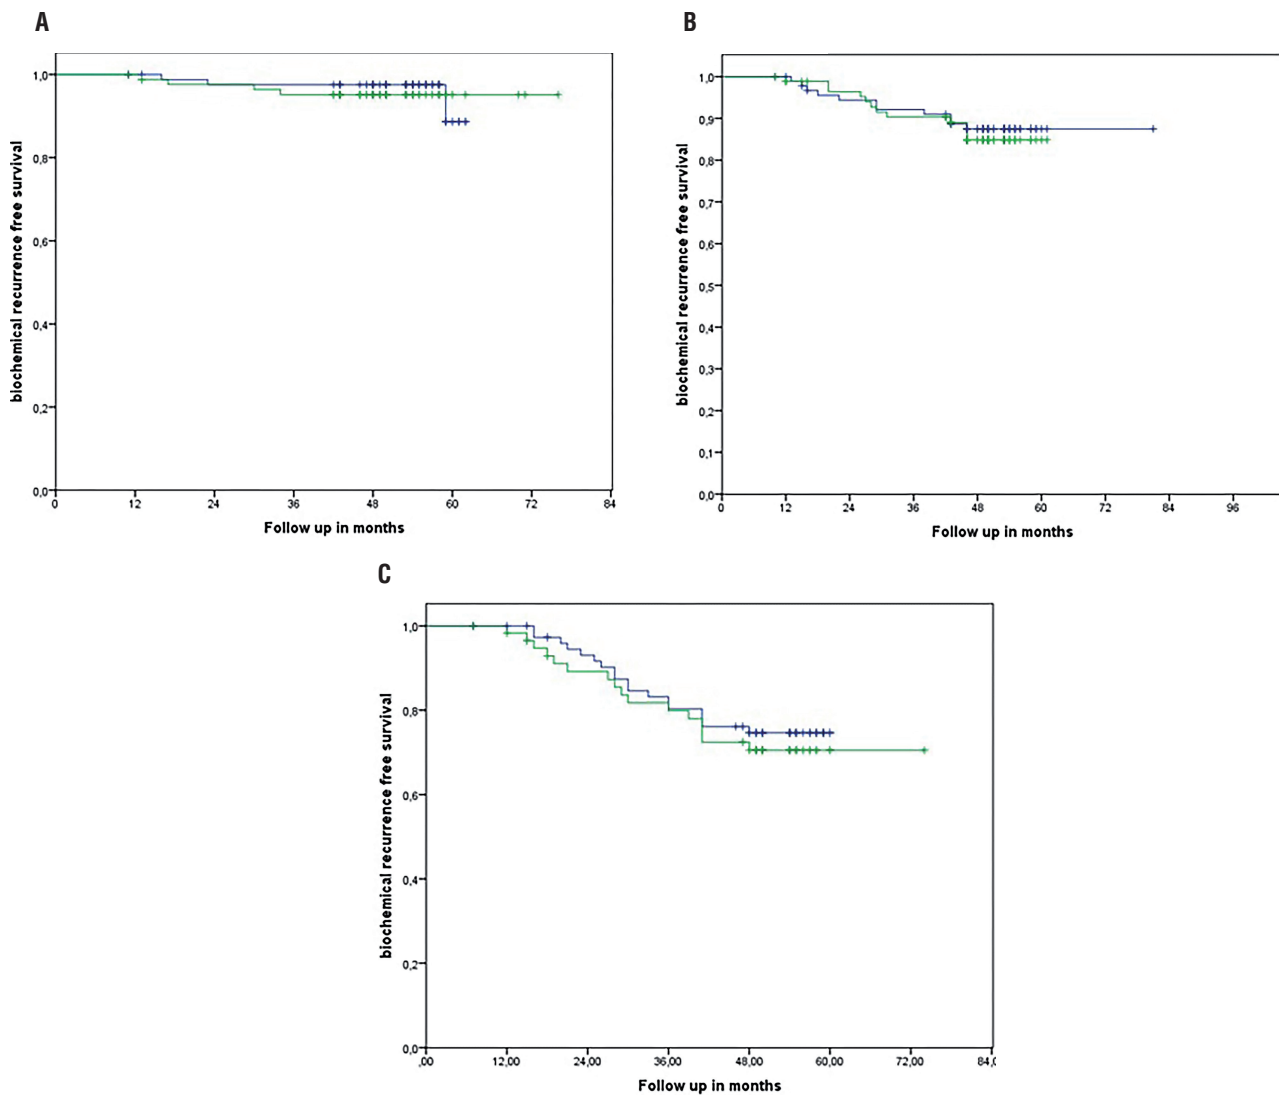 A
biochemical recurrence free survival
1,0
0,8
0,6
0,4
0,2
0,0
0 12 24 36 48 60 72 84
Follow up in months
B
biochemical recurrence free survival
1,0
0,9
0,8
0,7
0,6
0,5
0,4
0,3
0,2
0,1
0,0
0 12 24 36 48 60 72 84 96
Follow up in months
C
biochemical recurrence free survival
1,0
0,8
0,6
0,4
0,2
0,0
,00 12,00 24,00 36,00 48,00 60,00 72,00 84,0
Follow up in months